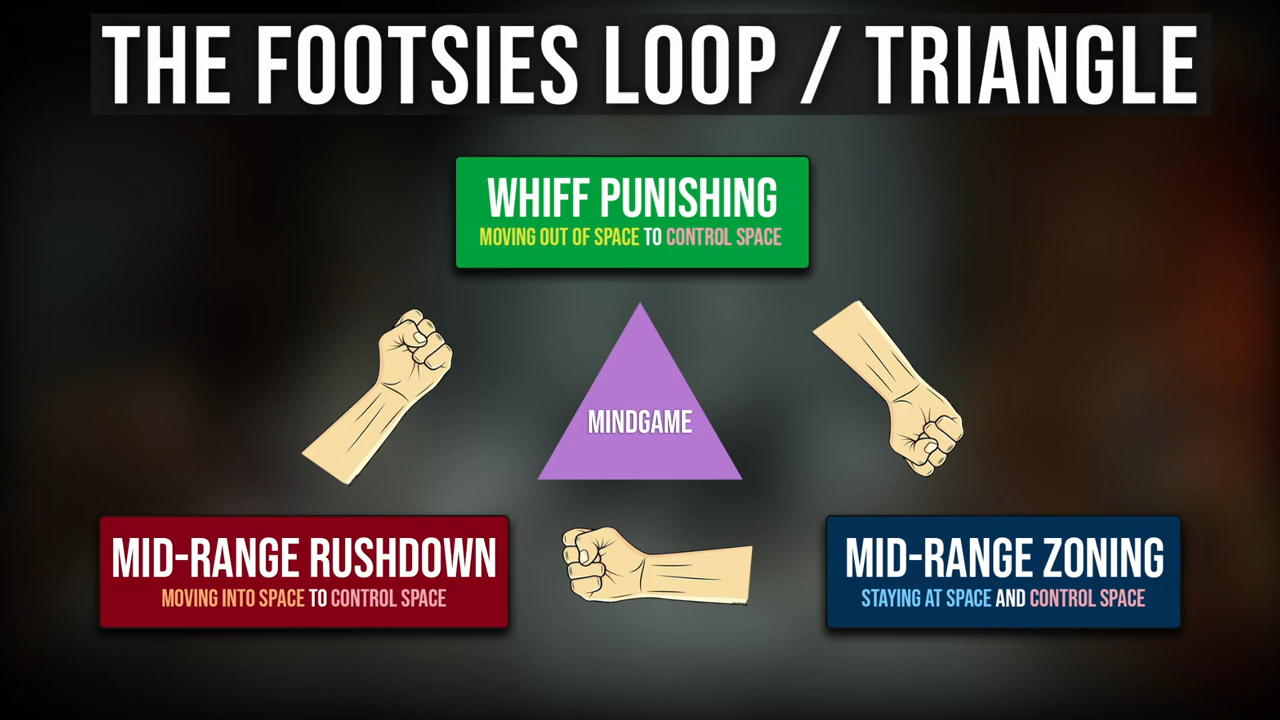 THE FOOTSIES LOOP / TRIANGLE
WHIFF PUNISHING
MOVING OUT OF SPACE TO CONTROL SPACE
MINDGAME
MID-RANGE RUSHDOWN
MOVING INTO SPACE TO CONTROL SPACE
MID-RANGE ZONING
STAYING AT SPACE AND CONTROL SPACE